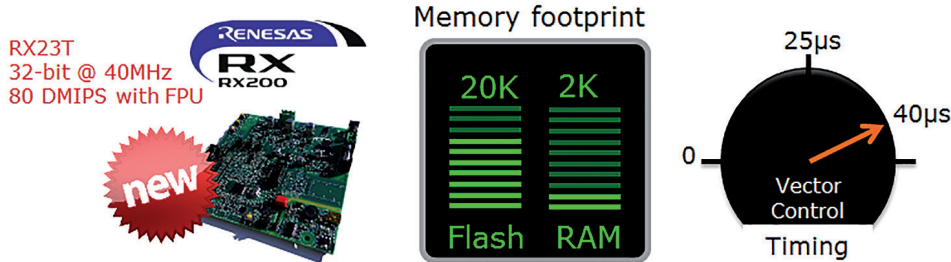 RX23T
32-bit @ 40MHz
80 DMIPS with FPU
RENESAS
RX
RX200
new
Memory footprint
20K 2K
Flash RAM
25µs
40µs
0
Vector
Control
Timing